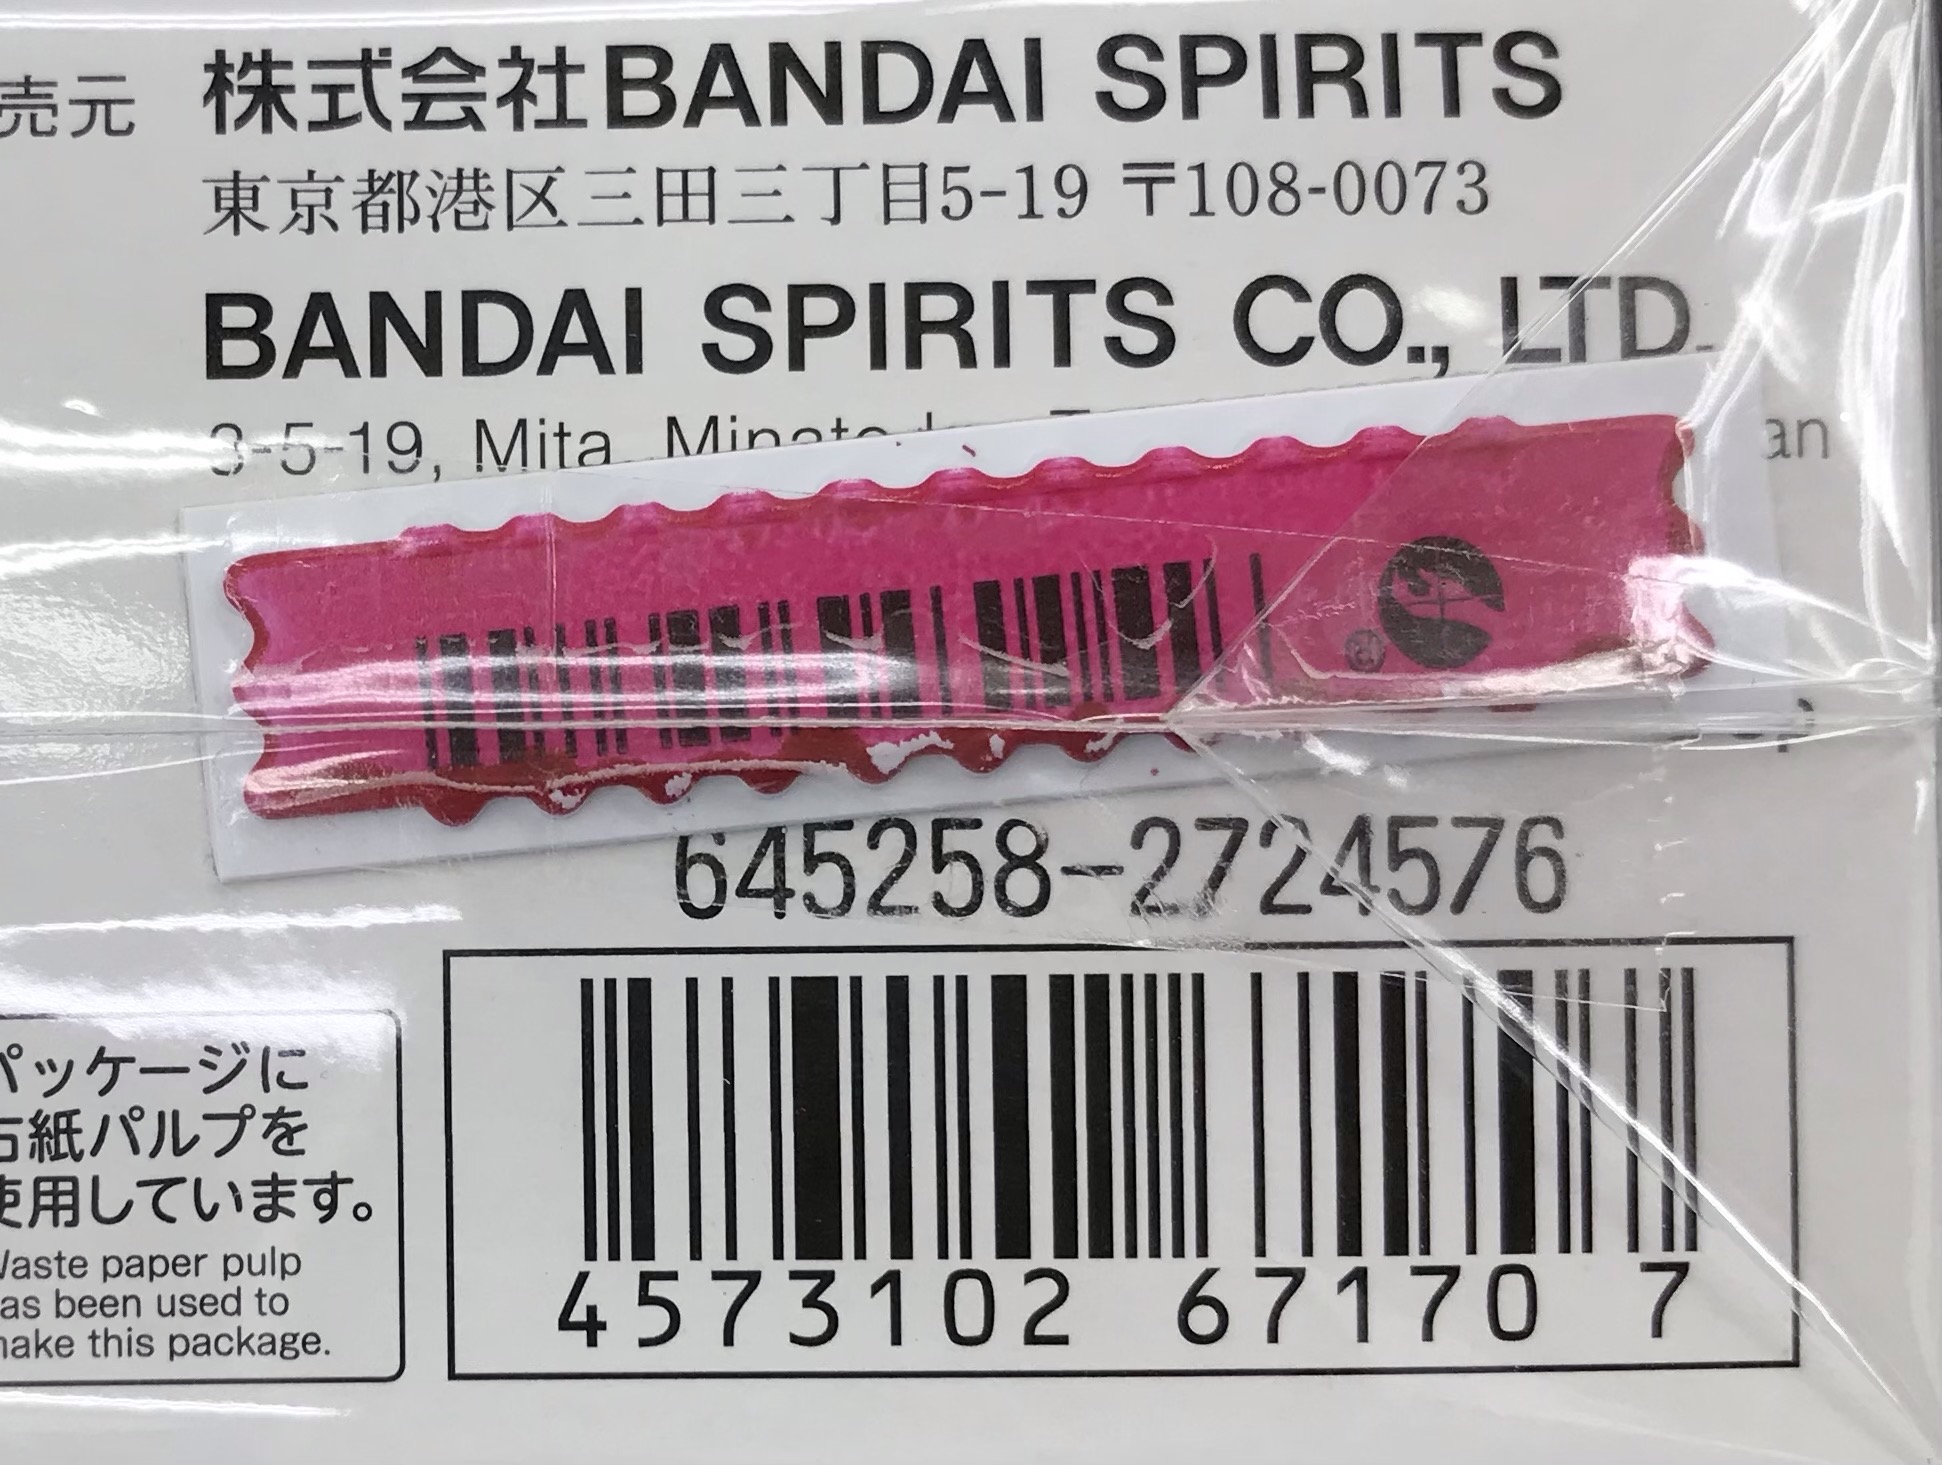 売元 株式会社BANDAI SPIRITS
東京都港区三田三丁目5-19 〒108-0073
BANDAI SPIRITS CO., LTD.
3-5-19, Mita, Minato
®
645258-2724576
パッケージに
古紙パルプを
使用しています。
Waste paper pulp
has been used to
make this package.
4573102 67170 7